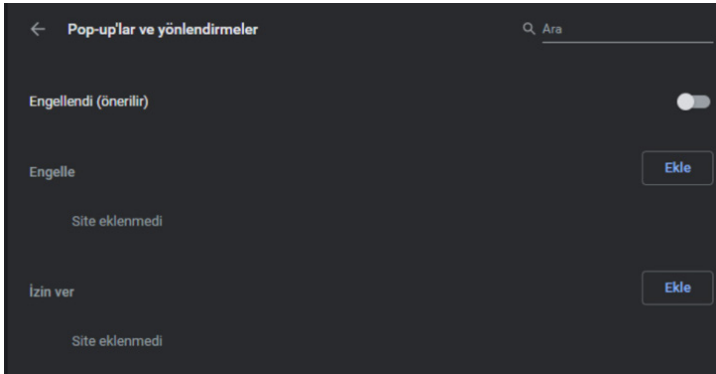 Pop-up'lar ve yönlendirmeler
Ara
Engellendi (önerilir)
Engelle
Ekle
Site eklenmedi
İzin ver
Ekle
Site eklenmedi